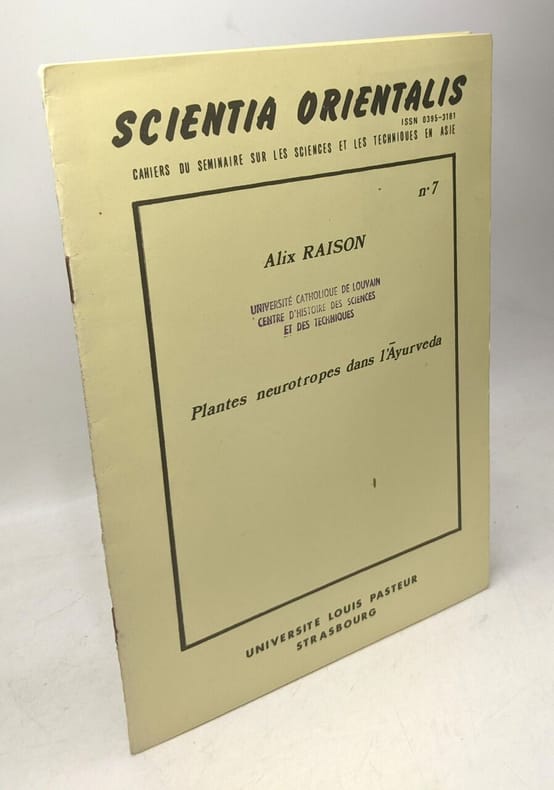 SCIENTIA ORIENTALIS
ISSN 0395-3181
CAHIERS DU SEMINAIRE SUR LES SCIENCES ET LES TECHNIQUES EN ASIE
n·7
Alix RAISON
UNIVERSITÉ CATHOLIQUE DE LOUVAIN
CENTRE D'HISTOIRE DES SCIENCES
ET DES TECHNIQUES
Plantes neurotropes dans l'Āyurveda
UNIVERSITE LOUIS PASTEUR
STRASBOURG